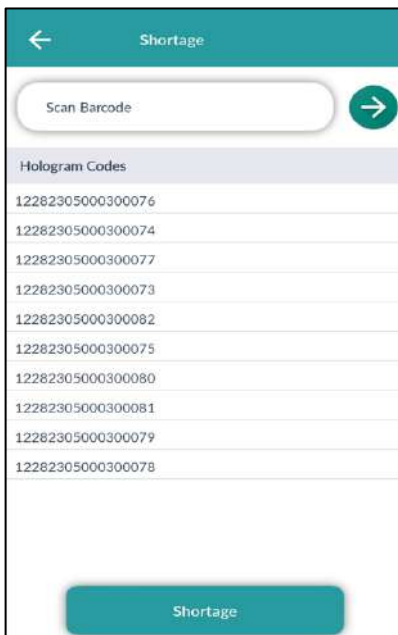 Shortage
Scan Barcode
Hologram Codes
12282305000300076
12282305000300074
12282305000300077
12282305000300073
12282305000300082
12282305000300075
12282305000300080
12282305000300081
12282305000300079
12282305000300078
Shortage